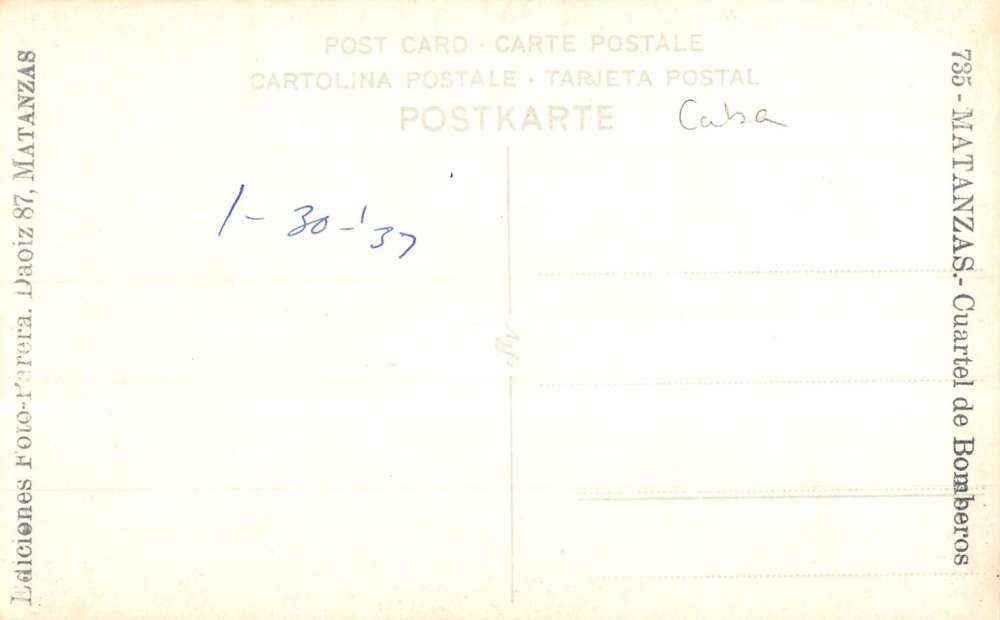 POST CARD · CARTE POSTALE
CARTOLINA POSTALE · TARJETA POSTAL
POSTKARTE
Cuba
1-30-'37
Ediciones Foto-Parera. Daoiz 87, MATANZAS
735 - MATANZAS.- Cuartel de Bomberos